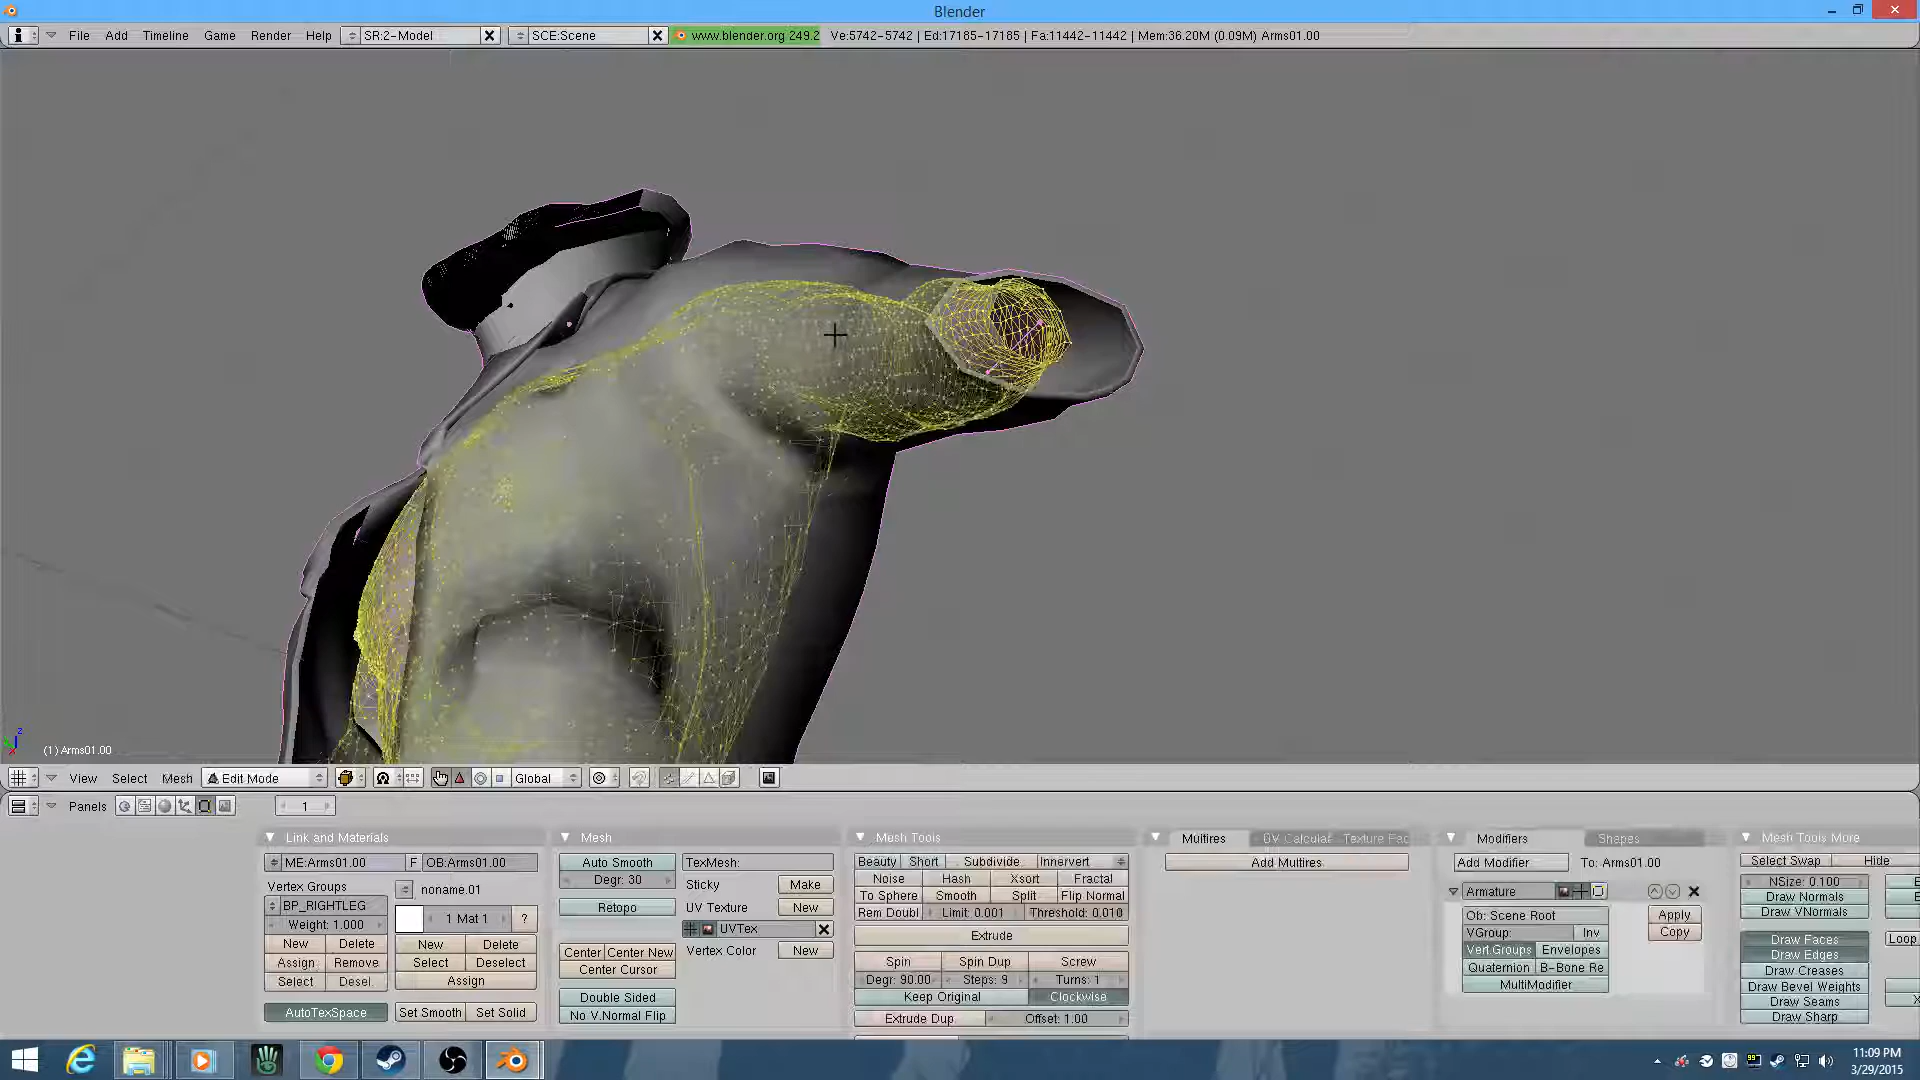 Blender
File Add Timeline Game Render Help SR:2-Model SCE:Scene www.blender.org 249.2 Ve:5742-5742 | Ed:17185-17185 | Fa:11442-11442 | Mem:36.20M (0.09M) Arms01.00
z
(1) Arms01.00
View Select Mesh Edit Mode Global
Panels 1
Link and Materials
ME:Arms01.00 F OB:Arms01.00
Vertex Groups
noname.01
BP_RIGHTLEG
Weight: 1.000
1 Mat 1 ?
New Delete New Delete
Assign Remove Select Deselect
Select Desel. Assign
AutoTexSpace Set Smooth Set Solid
Mesh
Auto Smooth TexMesh:
Degr: 30 Sticky Make
Retopo UV Texture New
UVTex
Center Center New Vertex Color New
Center Cursor
Double Sided
No V.Normal Flip
Mesh Tools
Beauty Short Subdivide Innervert
Noise Hash Xsort Fractal
To Sphere Smooth Split Flip Normal
Rem Doubl Limit: 0.001 Threshold: 0.010
Extrude
Spin Spin Dup Screw
Degr: 90.00 Steps: 9 Turns: 1
Keep Original Clockwise
Extrude Dup Offset: 1.00
Multires UV Calculat Texture Fac
Add Multires
Modifiers Shapes
Add Modifier To: Arms01.00
Armature
Ob: Scene Root Apply
VGroup: Inv Copy
Vert.Groups Envelopes
Quaternion B-Bone Re
MultiModifier
Mesh Tools More
Select Swap Hide
NSize: 0.100
Draw Normals
Draw VNormals
Draw Faces Loop
Draw Edges
Draw Creases
Draw Bevel Weights
Draw Seams
Draw Sharp
11:09 PM
3/29/2015